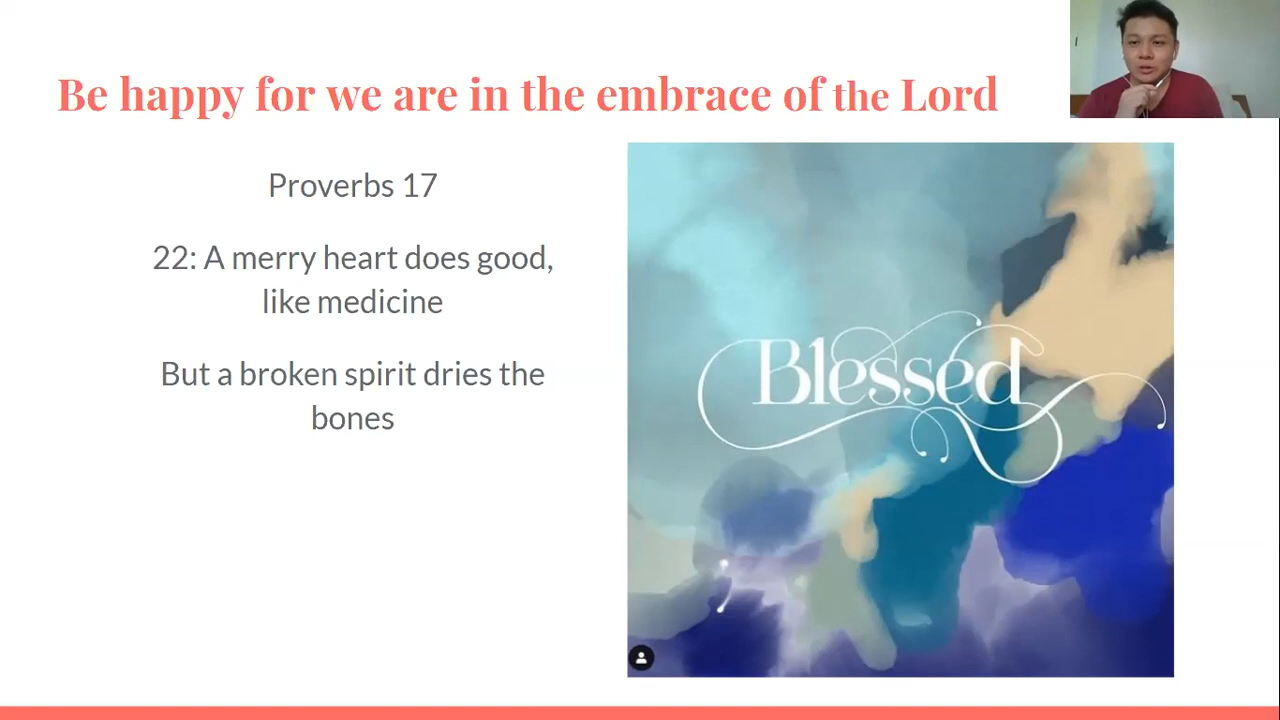 Be happy for we are in the embrace of the Lord
Proverbs 17
22: A merry heart does good,
like medicine
But a broken spirit dries the
bones
Blessed